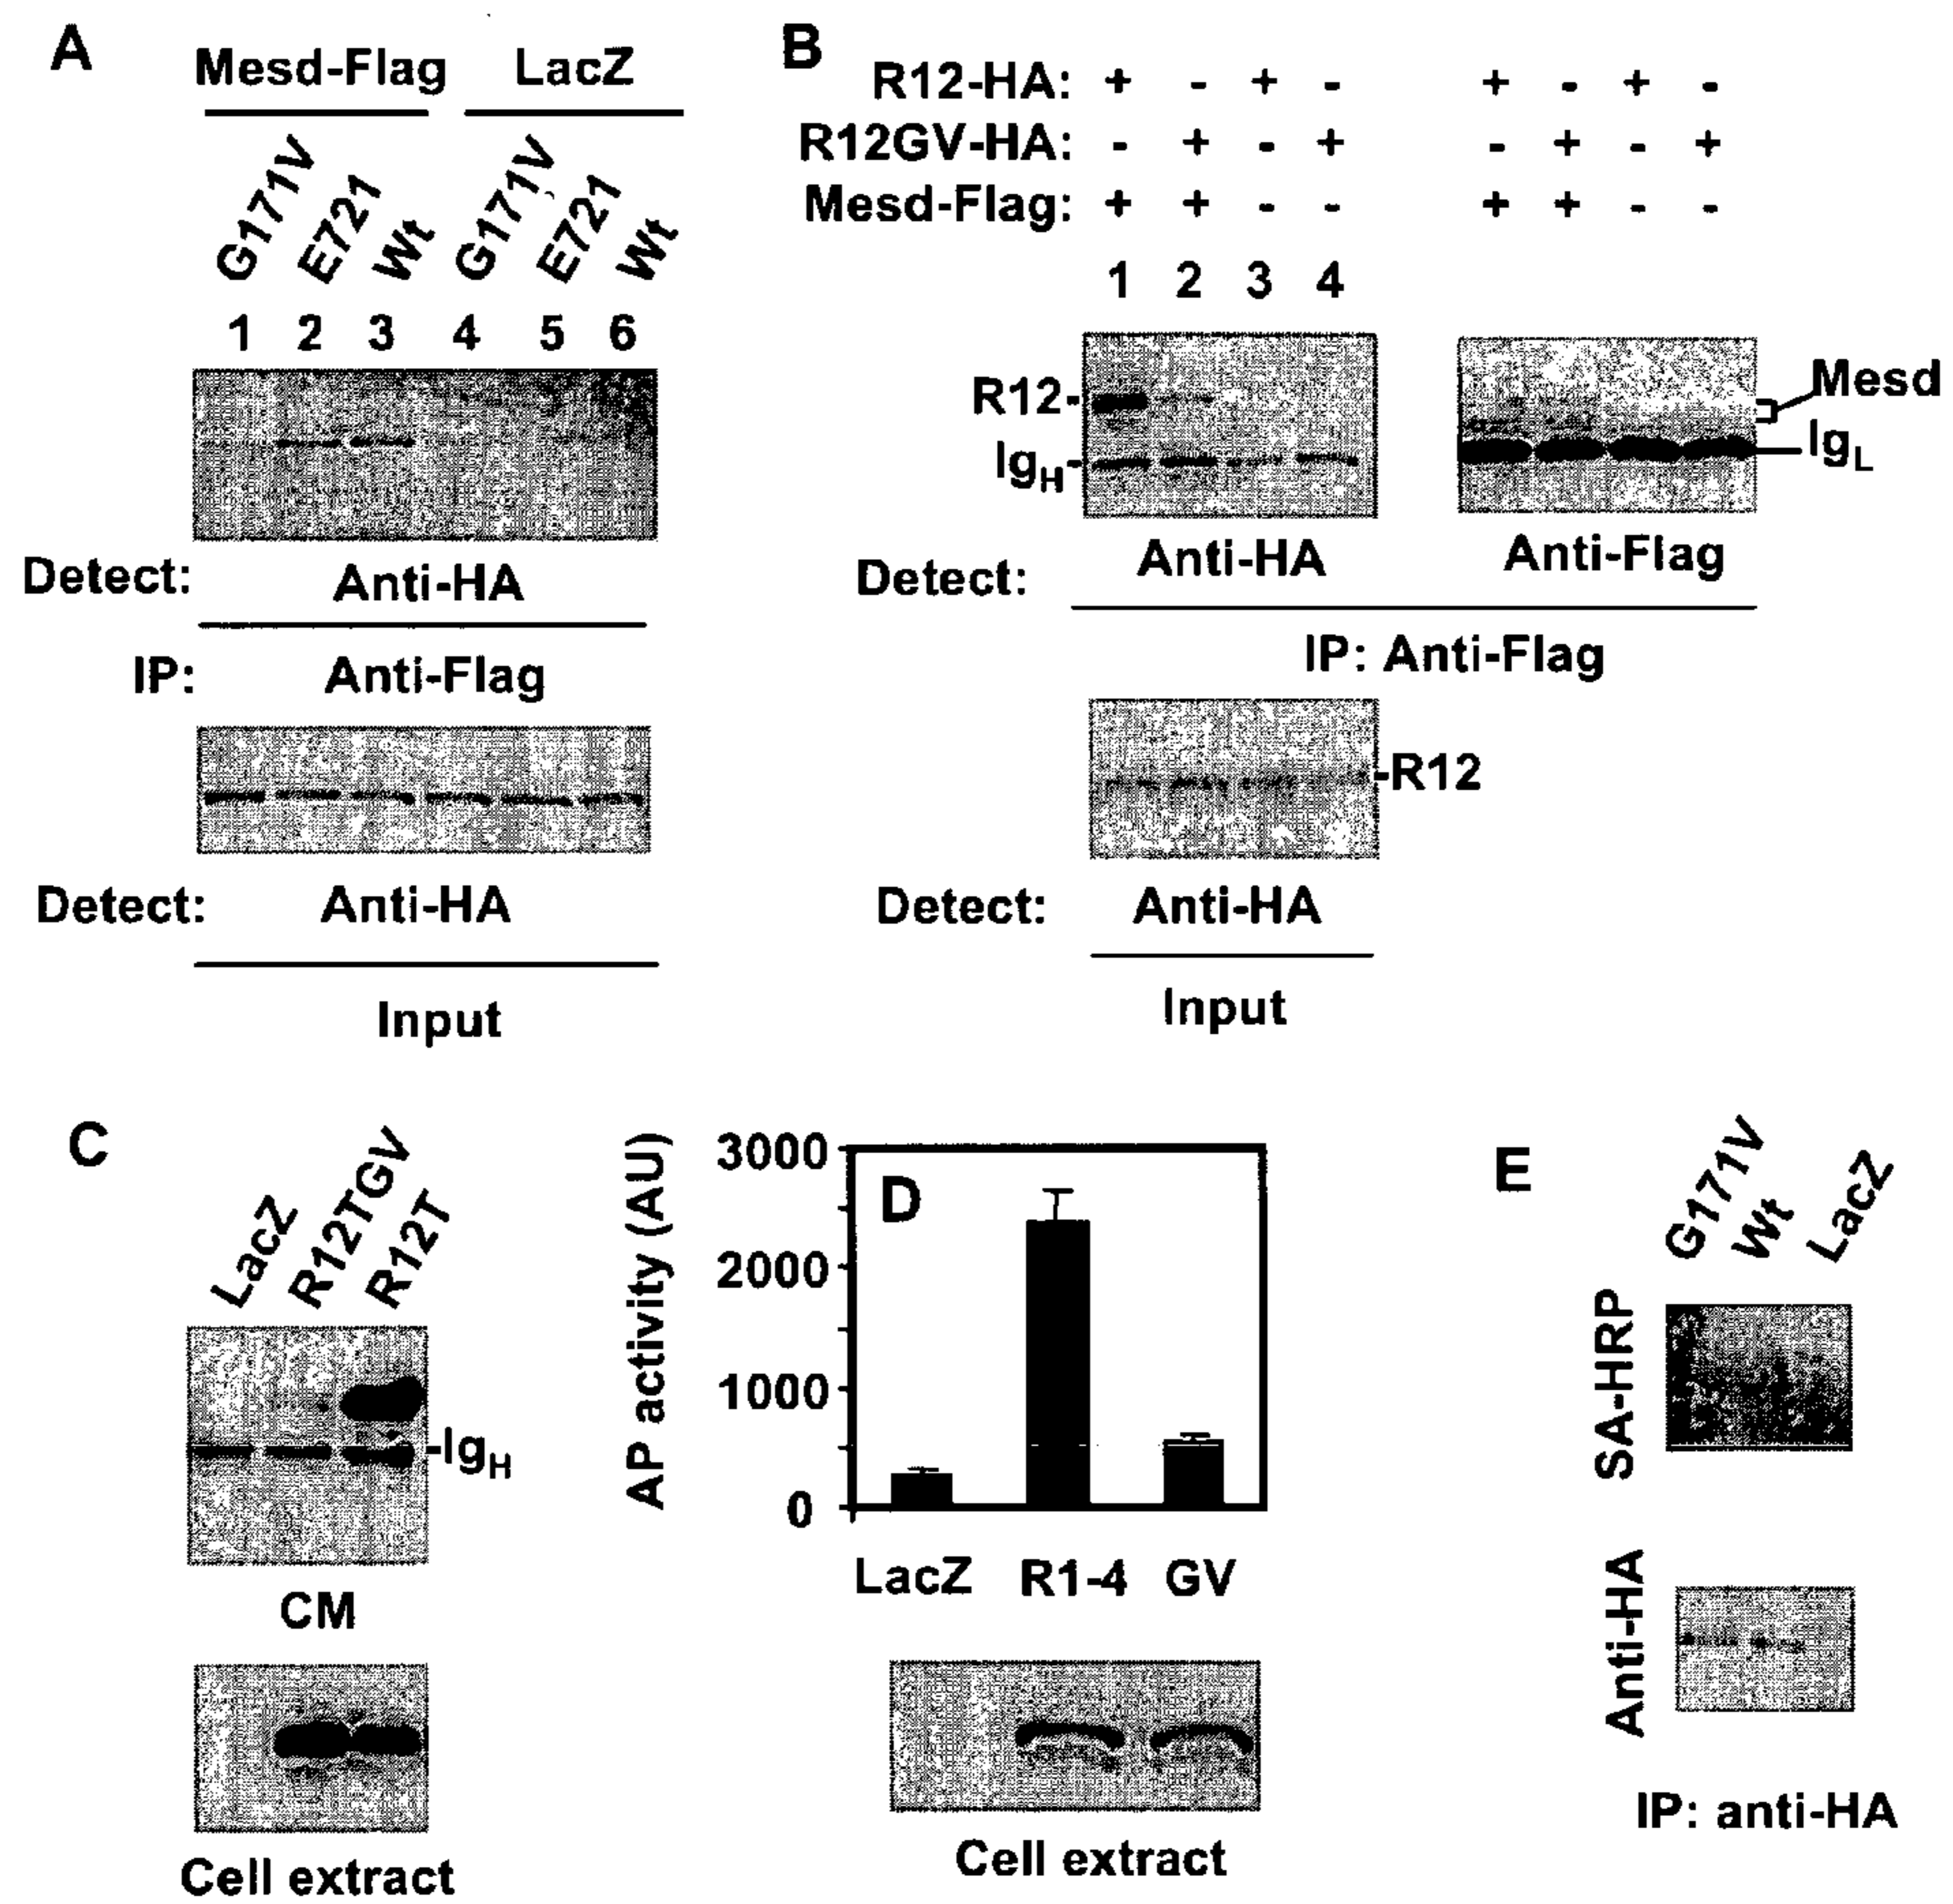 A
Mesd-Flag LacZ
G171V E721 Wt G171V E721 Wt
1 2 3 4 5 6
Detect: Anti-HA
IP: Anti-Flag
Detect: Anti-HA
Input
B
R12-HA: + - + - + - + -
R12GV-HA: - + - + - + - +
Mesd-Flag: + + - - + + - -
1 2 3 4
R12-
IgH-
Mesd
IgL
Detect: Anti-HA Anti-Flag
IP: Anti-Flag
-R12
Detect: Anti-HA
Input
C
LacZ R12TGV R12T
-IgH
CM
Cell extract
D
AP activity (AU)
3000
2000
1000
0
LacZ R1-4 GV
Cell extract
E
G171V Wt LacZ
SA-HRP
Anti-HA
IP: anti-HA